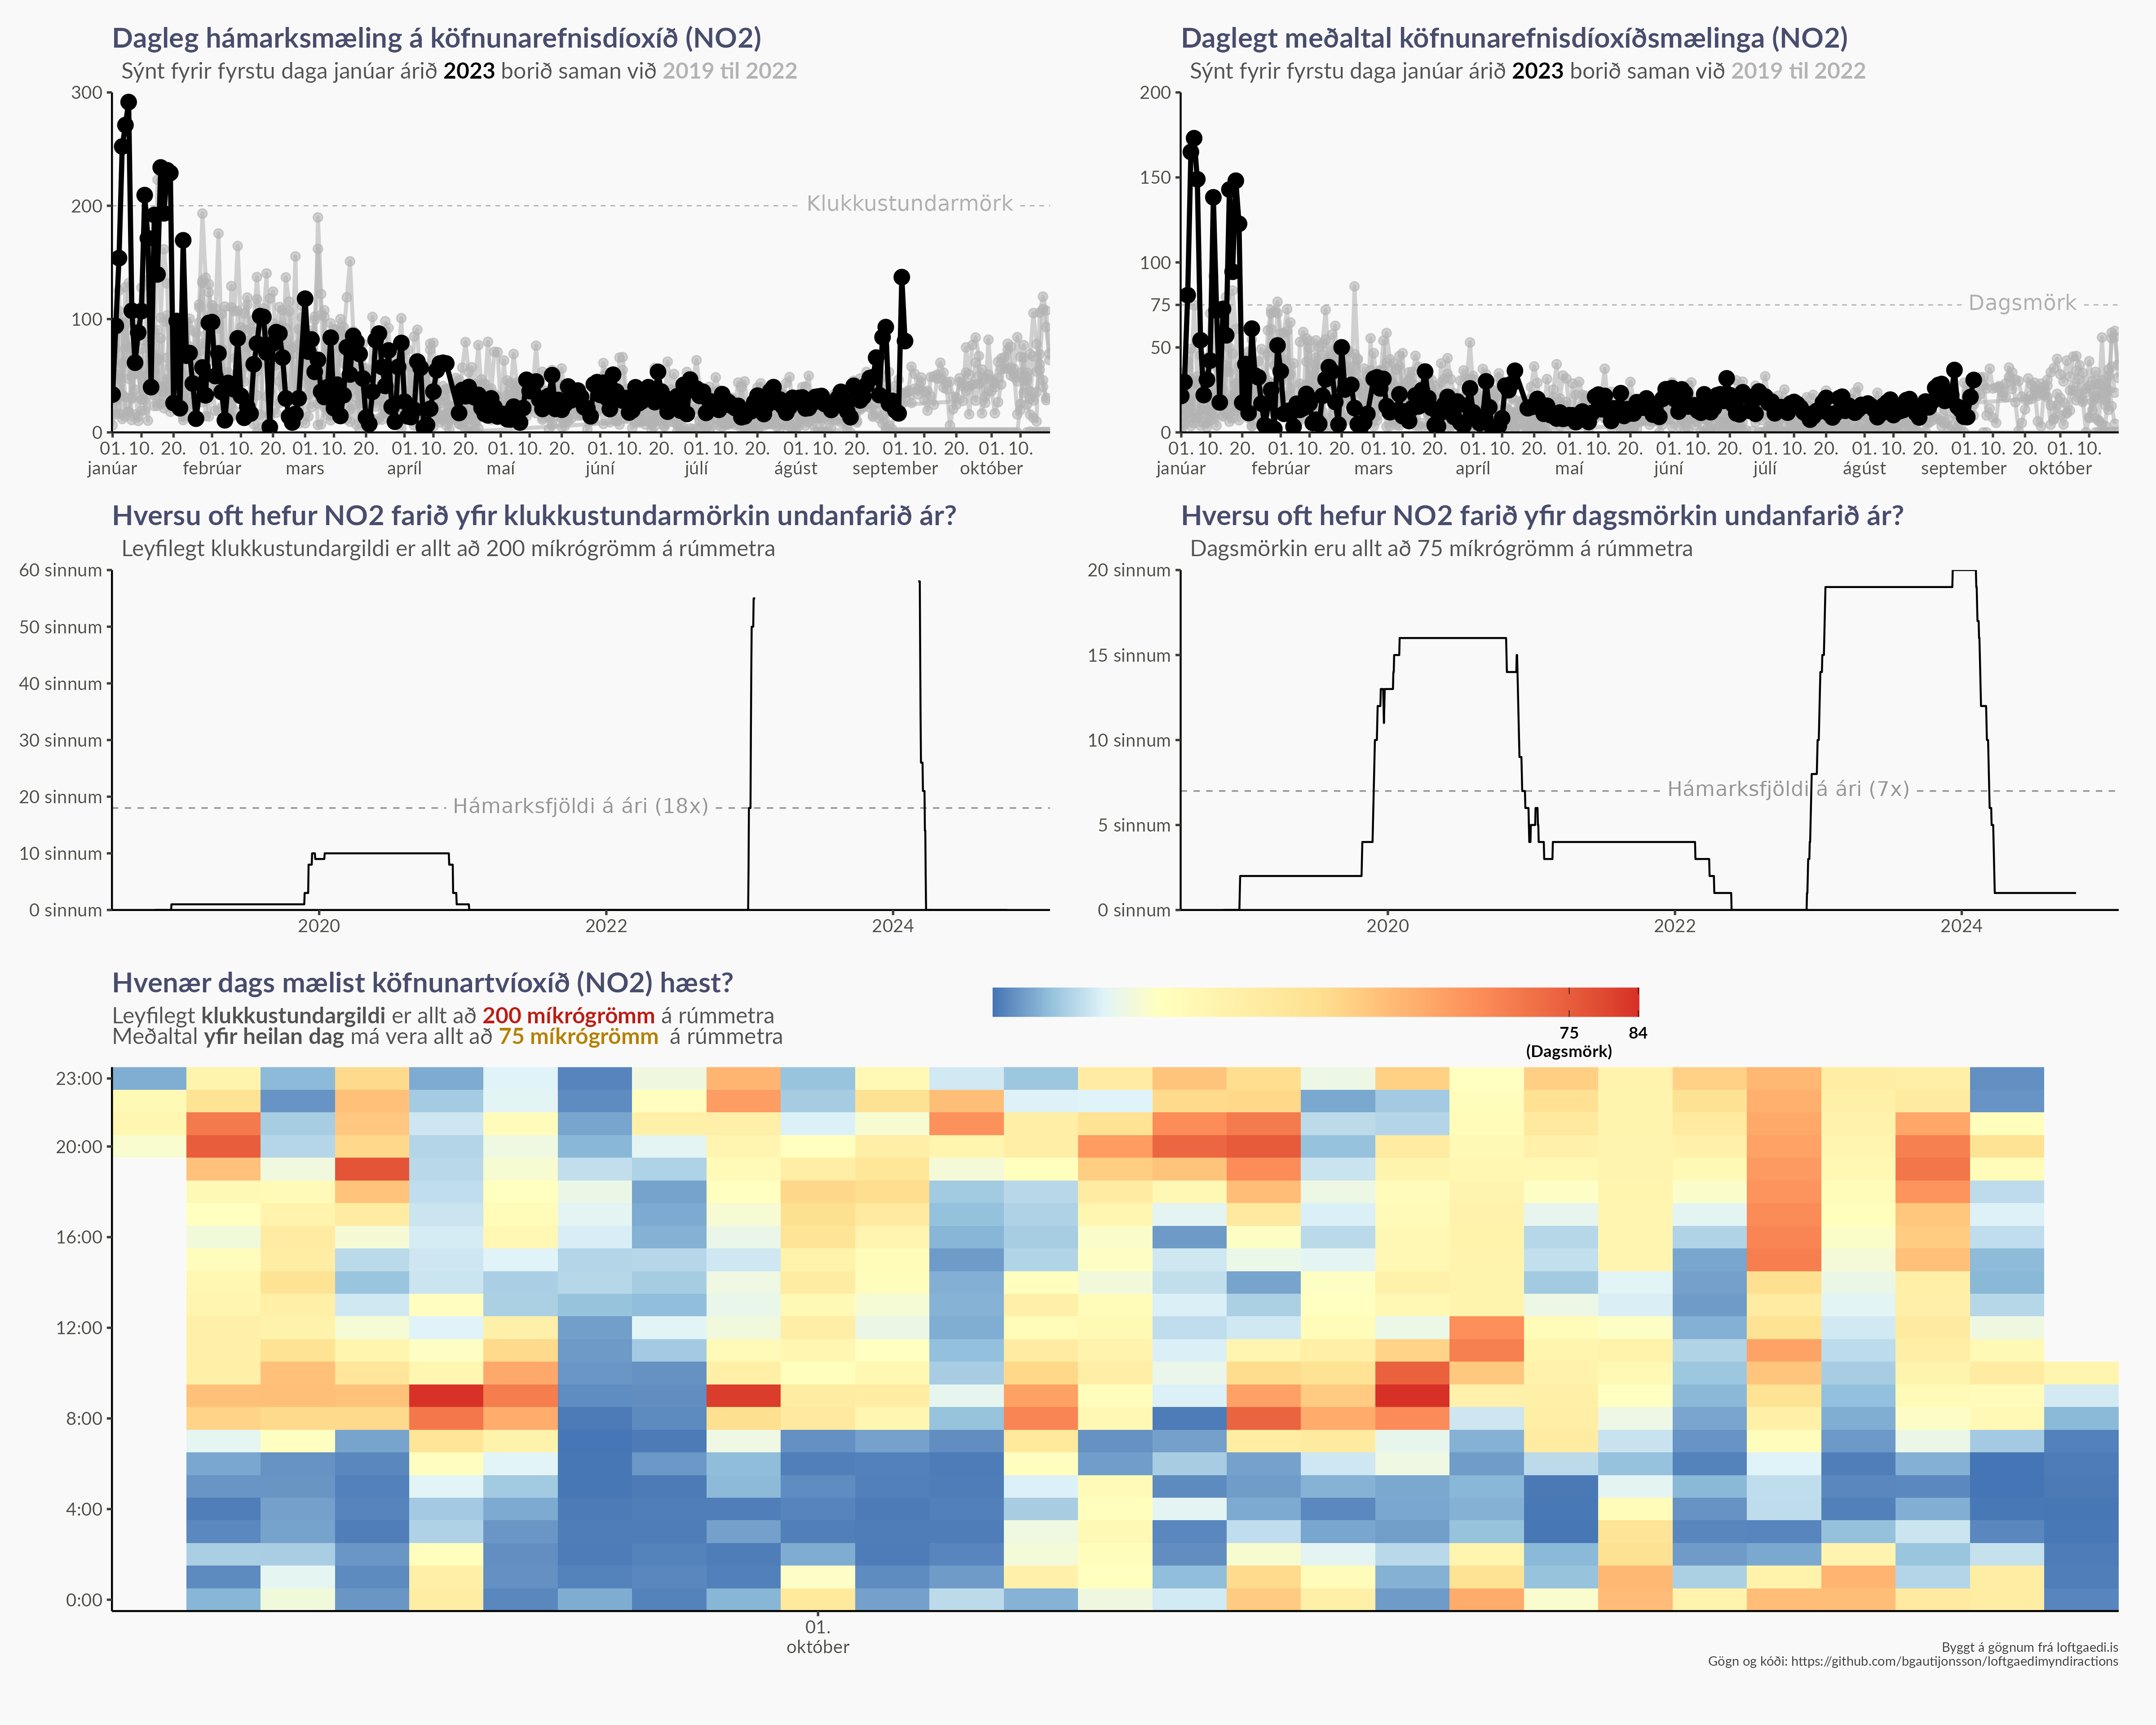 Dagleg hámarksmæling á köfnunarefnisdíoxíð (NO2)
Sýnt fyrir fyrstu daga janúar árið 2023 borið saman við 2019 til 2022
300
200
100
0
Klukkustundarmörk
01. 10. 20. 01. 10. 20. 01. 10. 20. 01. 10. 20. 01. 10. 20. 01. 10. 20. 01. 10. 20. 01. 10. 20. 01. 10. 20. 01. 10.
janúar febrúar mars apríl maí júní júlí ágúst september október
Daglegt meðaltal köfnunarefnisdíoxíðsmælinga (NO2)
Sýnt fyrir fyrstu daga janúar árið 2023 borið saman við 2019 til 2022
200
150
100
75
50
0
Dagsmörk
01. 10. 20. 01. 10. 20. 01. 10. 20. 01. 10. 20. 01. 10. 20. 01. 10. 20. 01. 10. 20. 01. 10. 20. 01. 10. 20. 01. 10.
janúar febrúar mars apríl maí júní júlí ágúst september október
Hversu oft hefur NO2 farið yfir klukkustundarmörkin undanfarið ár?
Leyfilegt klukkustundargildi er allt að 200 míkrógrömm á rúmmetra
60 sinnum
50 sinnum
40 sinnum
30 sinnum
20 sinnum
10 sinnum
0 sinnum
Hámarksfjöldi á ári (18x)
2020 2022 2024
Hversu oft hefur NO2 farið yfir dagsmörkin undanfarið ár?
Dagsmörkin eru allt að 75 míkrógrömm á rúmmetra
20 sinnum
15 sinnum
10 sinnum
5 sinnum
0 sinnum
Hámarksfjöldi á ári (7x)
2020 2022 2024
Hvenær dags mælist köfnunartvíoxíð (NO2) hæst?
Leyfilegt klukkustundargildi er allt að 200 míkrógrömm á rúmmetra
Meðaltal yfir heilan dag má vera allt að 75 míkrógrömm á rúmmetra
75 84
(Dagsmörk)
23:00
20:00
16:00
12:00
8:00
4:00
0:00
01.
október
Byggt á gögnum frá loftgaedi.is
Gögn og kóði: https://github.com/bgautijonsson/loftgaedimyndiractions